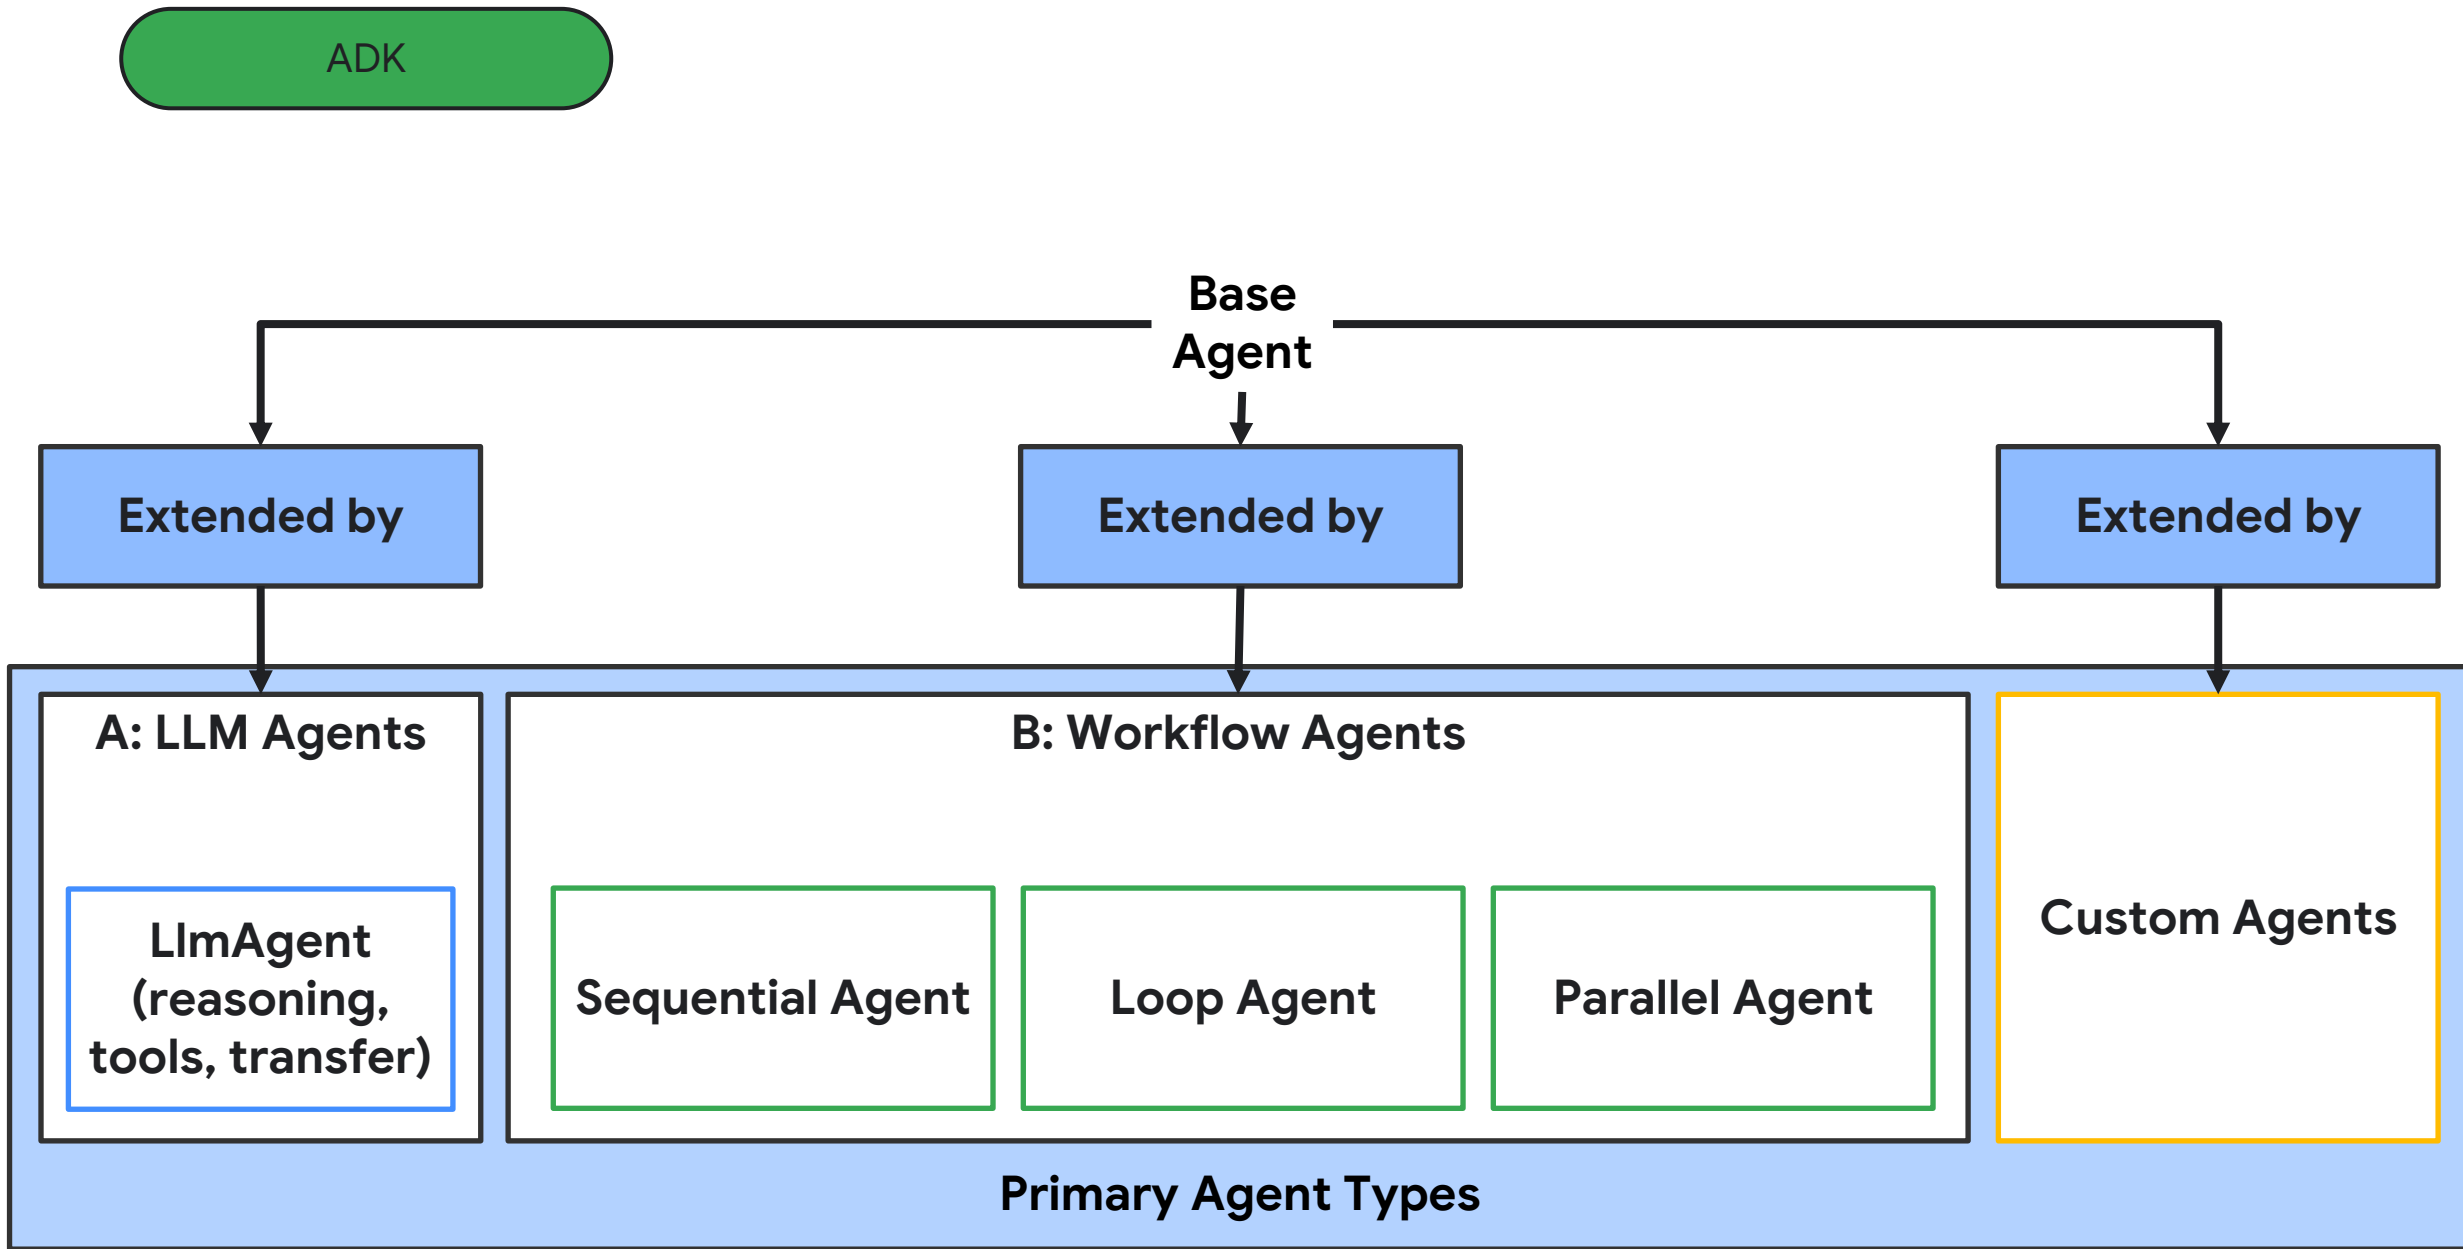 ADK
Base
Agent
Extended by
Extended by
Extended by
A: LLM Agents
B: Workflow Agents
LlmAgent
(reasoning,
tools, transfer)
Sequential Agent
Loop Agent
Parallel Agent
Custom Agents
Primary Agent Types